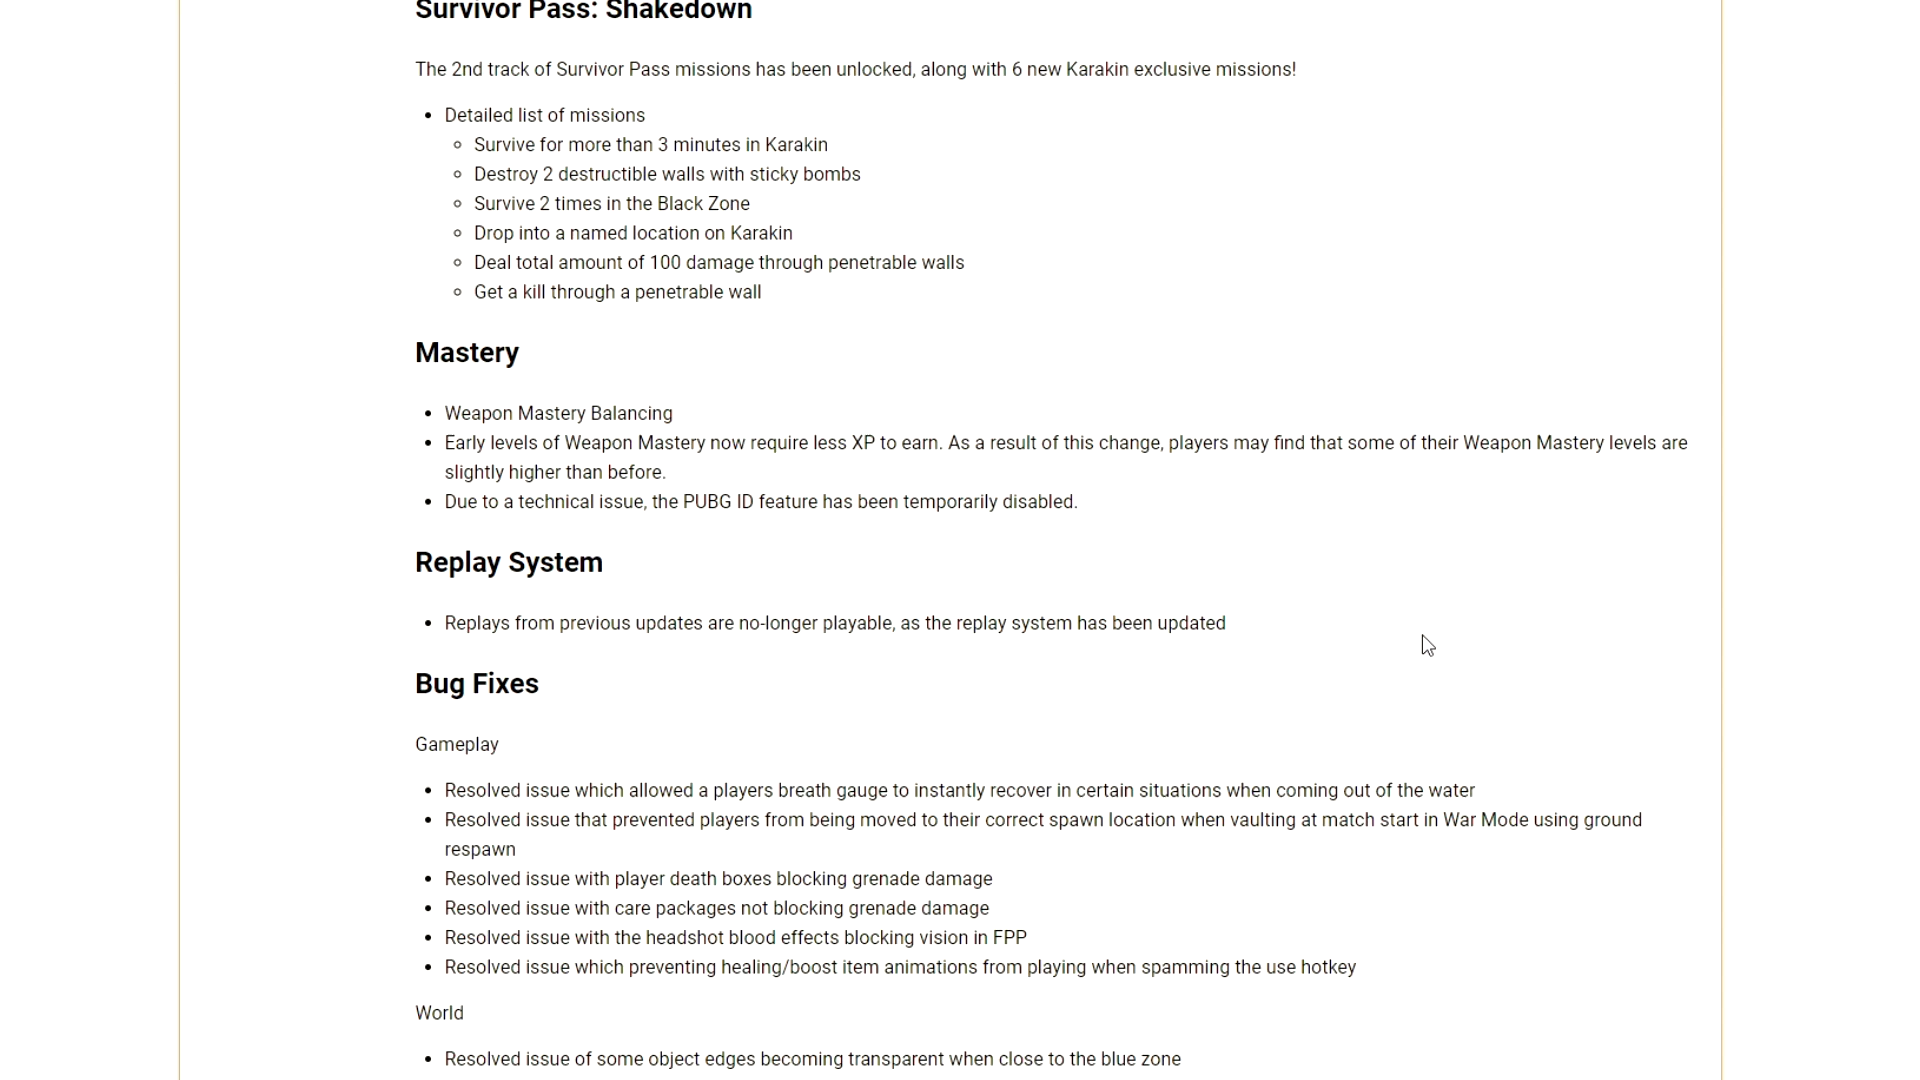 Survivor Pass: Shakedown
The 2nd track of Survivor Pass missions has been unlocked, along with 6 new Karakin exclusive missions!
Detailed list of missions
Survive for more than 3 minutes in Karakin
Destroy 2 destructible walls with sticky bombs
Survive 2 times in the Black Zone
Drop into a named location on Karakin
Deal total amount of 100 damage through penetrable walls
Get a kill through a penetrable wall
Mastery
Weapon Mastery Balancing
Early levels of Weapon Mastery now require less XP to earn. As a result of this change, players may find that some of their Weapon Mastery levels are
slightly higher than before.
Due to a technical issue, the PUBG ID feature has been temporarily disabled.
Replay System
Replays from previous updates are no-longer playable, as the replay system has been updated
Bug Fixes
Gameplay
Resolved issue which allowed a players breath gauge to instantly recover in certain situations when coming out of the water
Resolved issue that prevented players from being moved to their correct spawn location when vaulting at match start in War Mode using ground
respawn
Resolved issue with player death boxes blocking grenade damage
Resolved issue with care packages not blocking grenade damage
Resolved issue with the headshot blood effects blocking vision in FPP
Resolved issue which preventing healing/boost item animations from playing when spamming the use hotkey
World
Resolved issue of some object edges becoming transparent when close to the blue zone